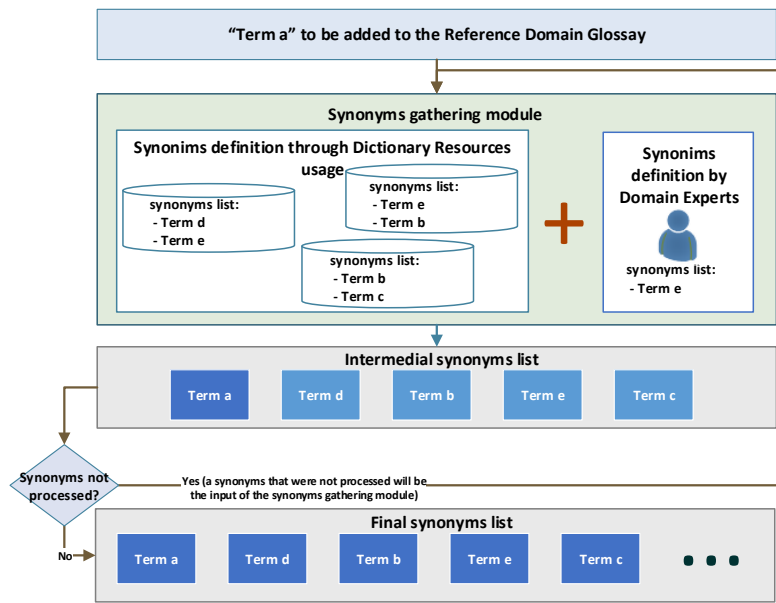 “Term a” to be added to the Reference Domain Glossay
Synonyms gathering module
Synonims definition through Dictionary Resources
usage
synonyms list:
- Term d
- Term e
synonyms list:
- Term e
- Term b
synonyms list:
- Term b
- Term c
+
Synonims
definition by
Domain Experts
synonyms list:
- Term e
Intermedial synonyms list
Term a
Term d
Term b
Term e
Term c
Synonyms not
processed?
Yes (a synonyms that were not processed will be
the input of the synonyms gathering module)
No
Final synonyms list
Term a
Term d
Term b
Term e
Term c
...